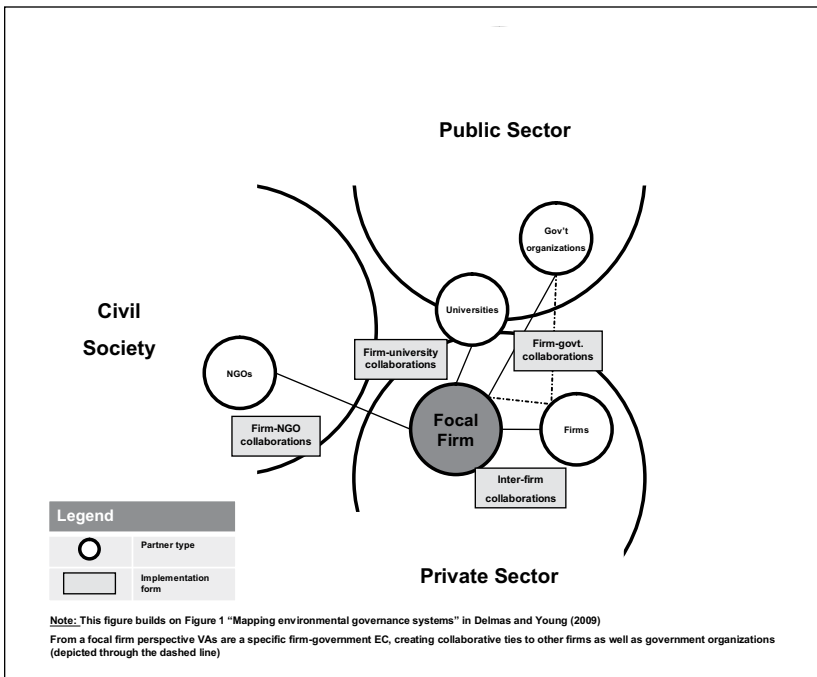 Public Sector
Gov't
organizations
Civil
Society
Universities
Firm-university
collaborations
Firm-govt.
collaborations
NGOs
Focal
Firm
Firms
Firm-NGO
collaborations
Inter-firm
collaborations
Private Sector
Legend
Partner type
Implementation
form
Note: This figure builds on Figure 1 “Mapping environmental governance systems” in Delmas and Young (2009)
From a focal firm perspective VAs are a specific firm-government EC, creating collaborative ties to other firms as well as government organizations
(depicted through the dashed line)